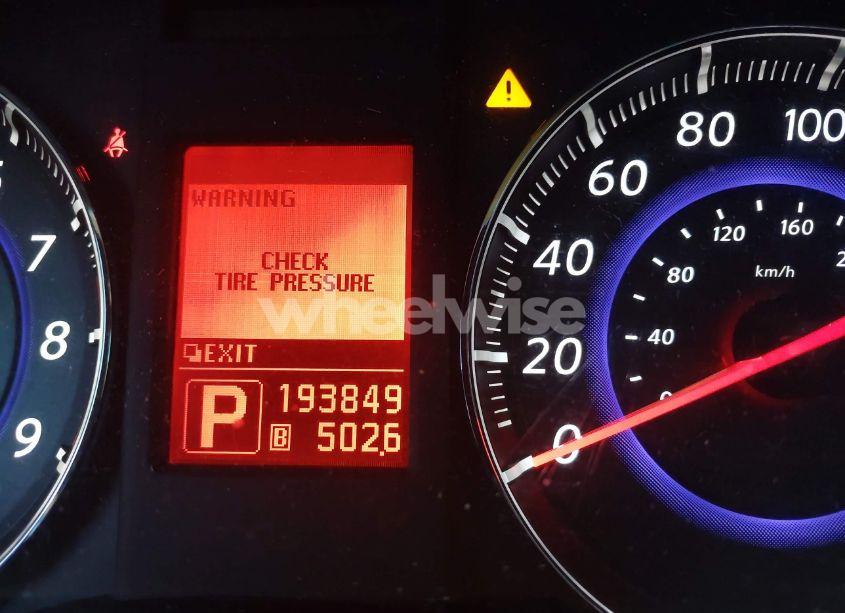 WARNING
CHECK
TIRE PRESSURE
EXIT
P
193849
B 502.6
7
8
9
0
20
40
60
80
100
0
40
80
120
160
km/h
wheelwise